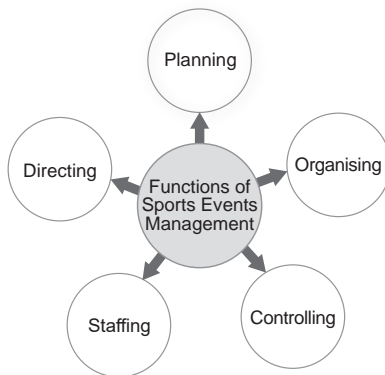 Planning
Directing
Organising
Functions of
Sports Events
Management
Staffing
Controlling